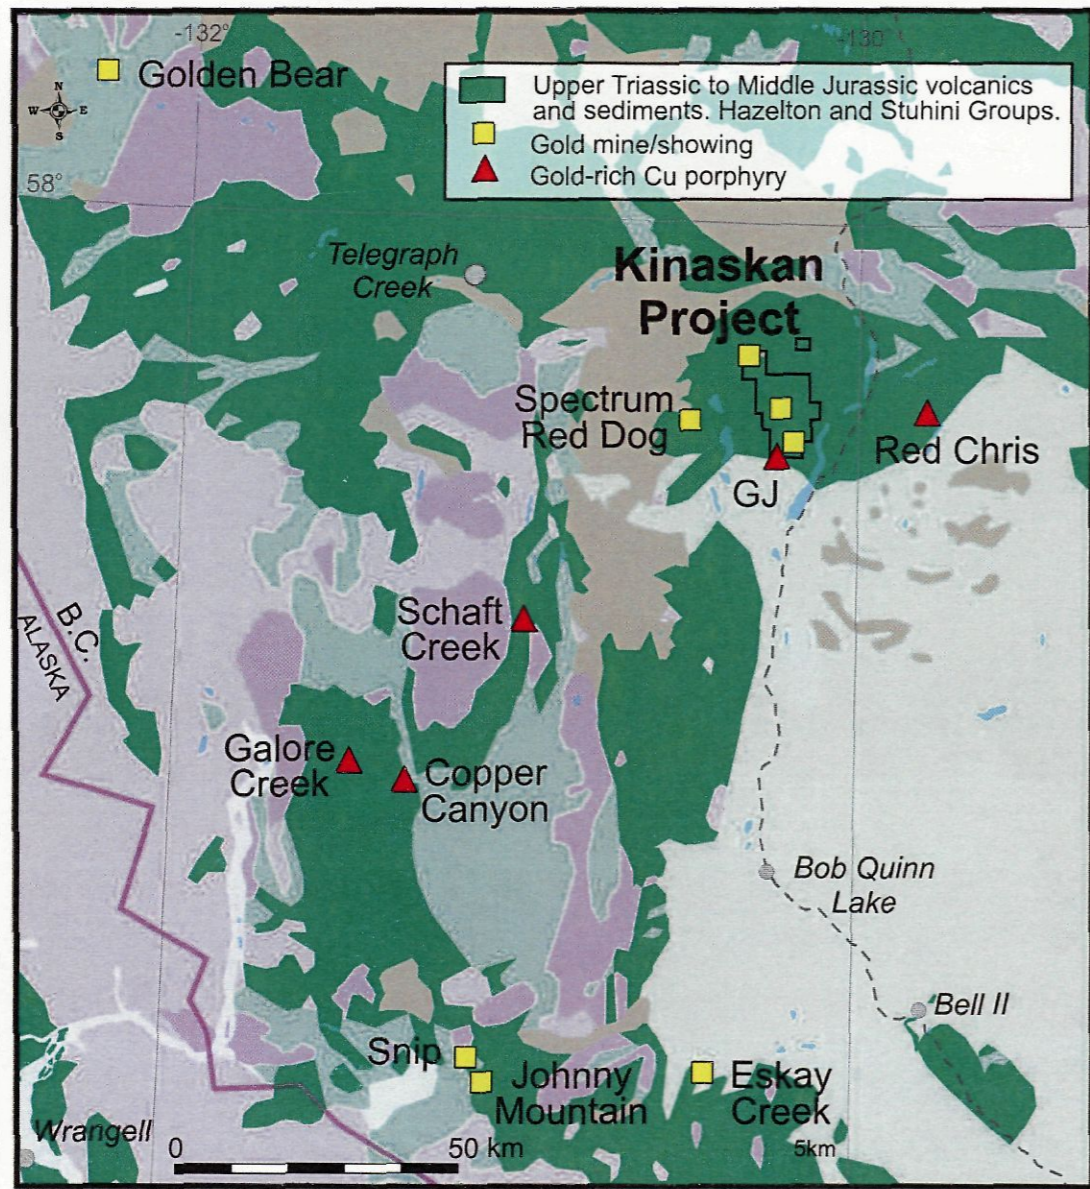 -132°
-130°
Golden Bear
N
W
E
S
Upper Triassic to Middle Jurassic volcanics
and sediments. Hazelton and Stuhini Groups.
Gold mine/showing
Gold-rich Cu porphyry
58°
Telegraph
Creek
Kinaskan
Project
Spectrum
Red Dog
Red Chris
GJ
B.C.
ALASKA
Schaft
Creek
Galore
Creek
Copper
Canyon
Bob Quinn
Lake
Bell II
Snip
Johnny
Mountain
Eskay
Creek
Wrangell
0
50 km
5km